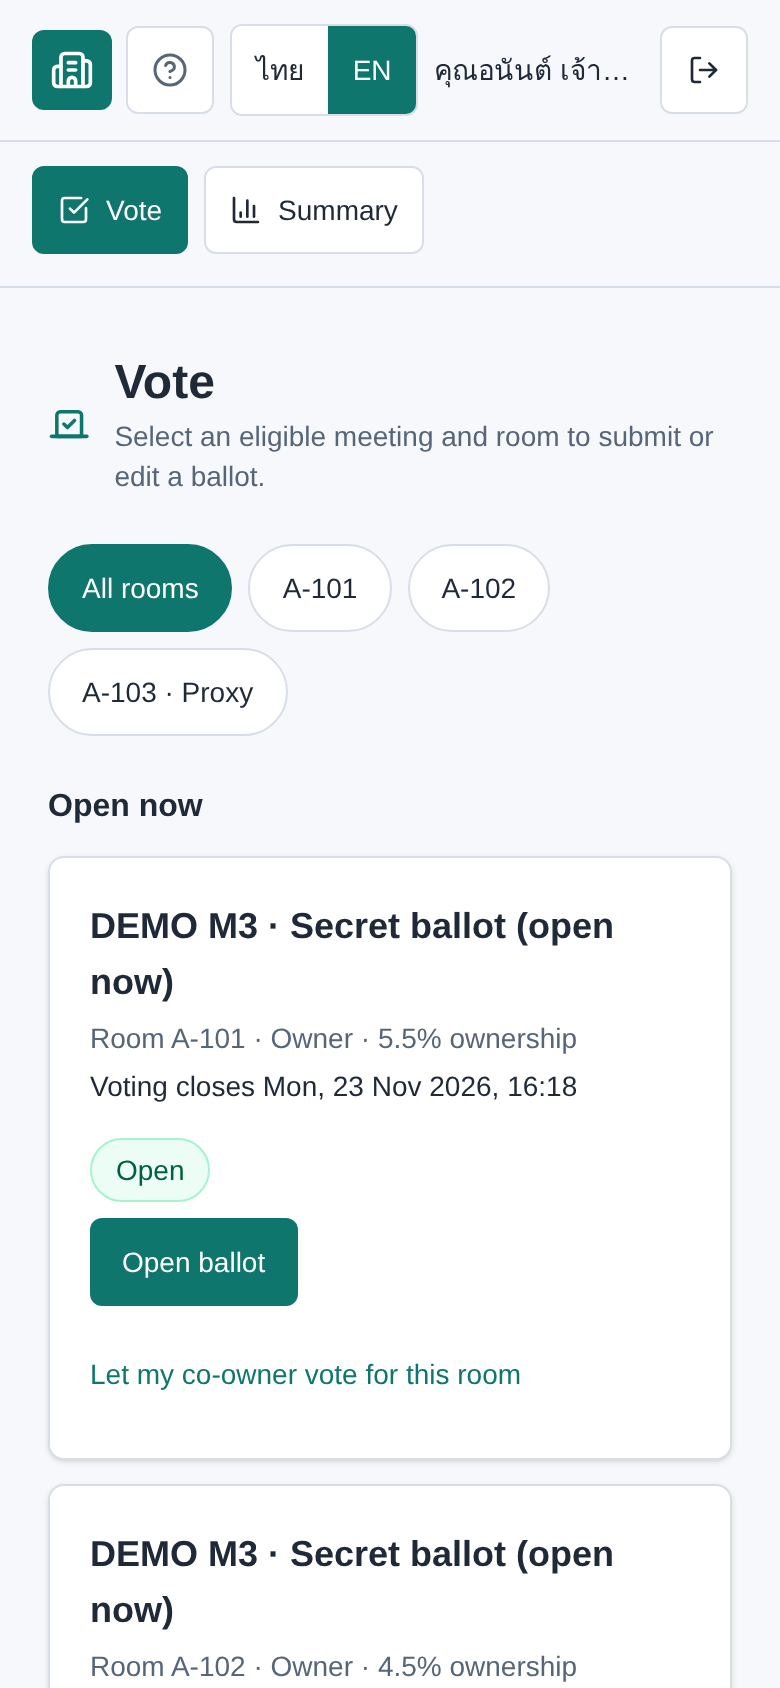 ไทย EN คุณอนันต์ เจ้า...
Vote Summary
Vote
Select an eligible meeting and room to submit or
edit a ballot.
All rooms A-101 A-102
A-103 · Proxy
Open now
DEMO M3 · Secret ballot (open
now)
Room A-101 · Owner · 5.5% ownership
Voting closes Mon, 23 Nov 2026, 16:18
Open
Open ballot
Let my co-owner vote for this room
DEMO M3 · Secret ballot (open
now)
Room A-102 · Owner · 4.5% ownership